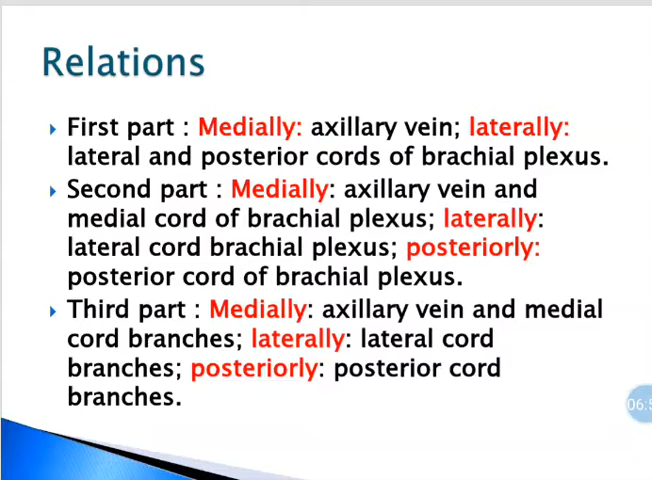 Relations
First part : Medially: axillary vein; laterally:
lateral and posterior cords of brachial plexus.
Second part : Medially: axillary vein and
medial cord of brachial plexus; laterally:
lateral cord brachial plexus; posteriorly:
posterior cord of brachial plexus.
Third part : Medially: axillary vein and medial
cord branches; laterally: lateral cord
branches; posteriorly: posterior cord
branches.